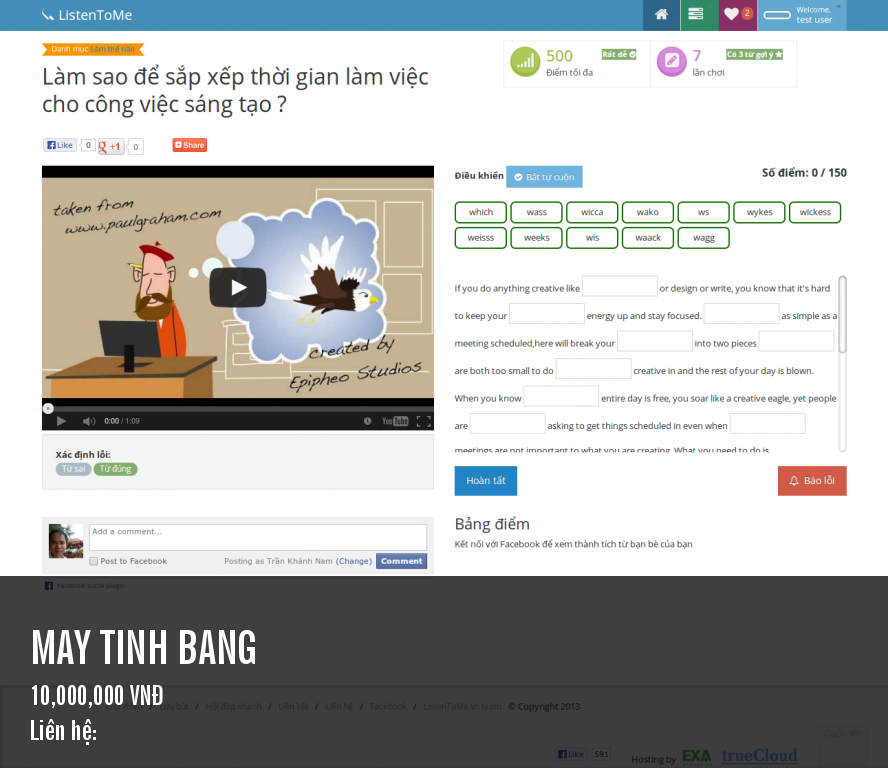 ListenToMe
Welcome,
test user
2
Danh mục Làm thế nào
Làm sao để sắp xếp thời gian làm việc
cho công việc sáng tạo ?
500
Rất dễ
Điểm tối đa
7
Có 3 từ gợi ý
lần chơi
Like 0 +1 0 Share
taken from
www.paulgraham.com
created by
Epipheo Studios
0:00 / 1:09
YouTube
Điều khiển Bật tự cuộn
Số điểm: 0 / 150
which wass wicca wako ws wykes wickess
weisss weeks wis waack wagg
If you do anything creative like or design or write, you know that it's hard
to keep your energy up and stay focused. as simple as a
meeting scheduled,here will break your into two pieces
are both too small to do creative in and the rest of your day is blown.
When you know entire day is free, you soar like a creative eagle, yet people
are asking to get things scheduled in even when
meetings are not important to what you are creating. What you need to do is
Xác định lỗi:
Từ sai Từ đúng
Hoàn tất
Báo lỗi
Add a comment...
Post to Facebook
Posting as Trần Khánh Nam (Change) Comment
Bảng điểm
Kết nối với Facebook để xem thành tích từ bạn bè của bạn
Facebook social plugin
MAY TINH BANG
10,000,000 VNĐ
Liên hệ:
/ Hỏi đáp nhanh / Liên kết / Liên hệ / Facebook / ListenToMe.vn team © Copyright 2013
Cuộn lên
Like 591
Hosting by EXA trueCloud